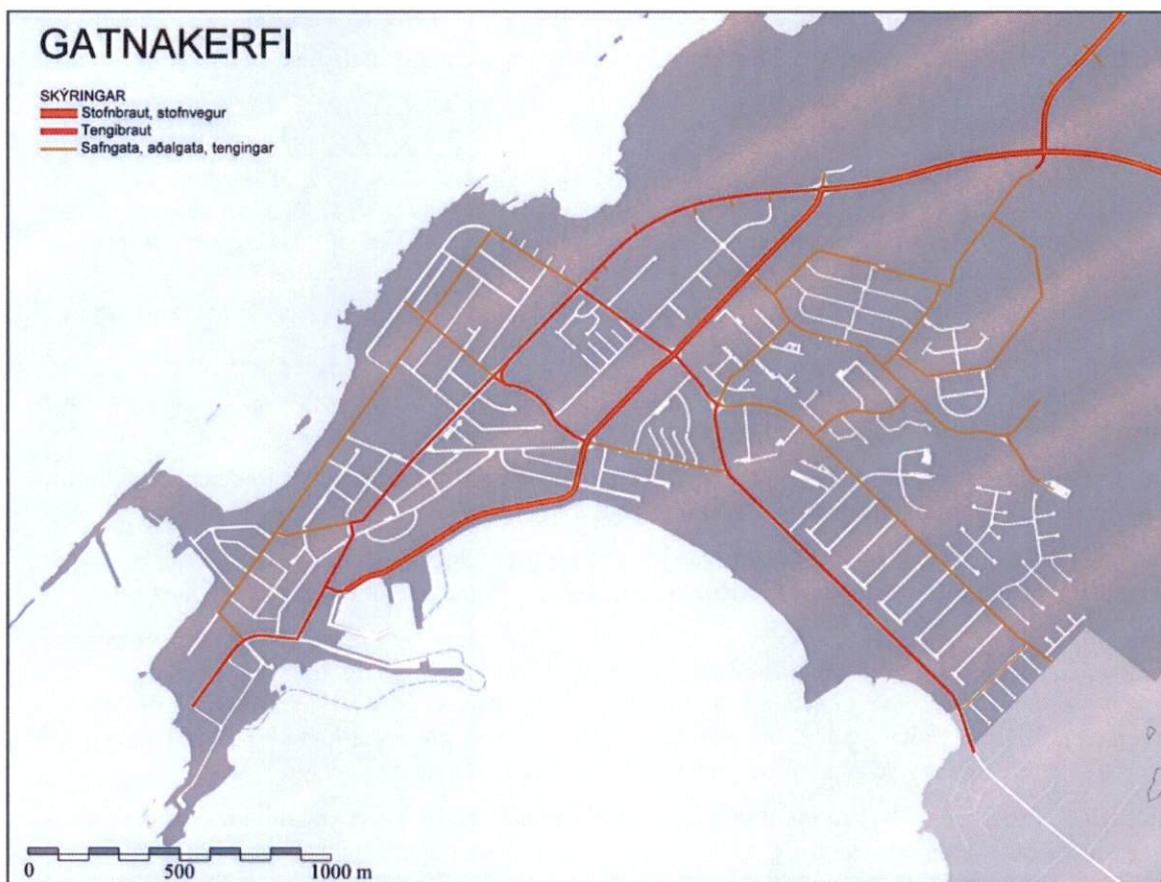 GATNAKERFI
SKÝRINGAR
Stofnbraut, stofnvegur
Tengibraut
Safngata, aðalgata, tengingar
0 500 1000 m